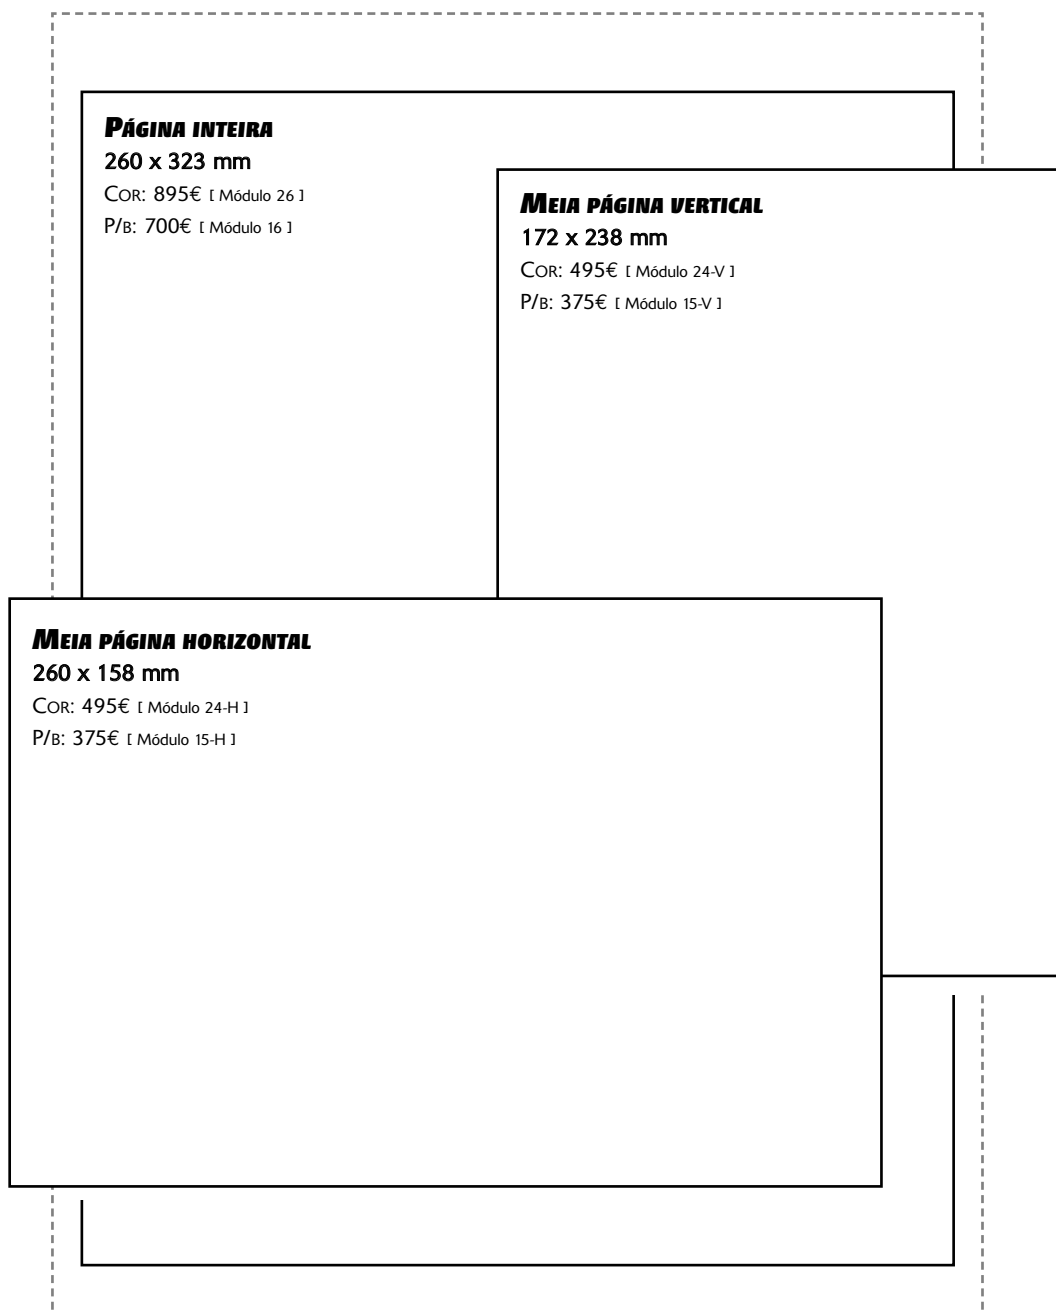 Página inteira
260 x 323 mm
Cor: 895€ [ Módulo 26 ]
P/b: 700€ [ Módulo 16 ]
Meia página vertical
172 x 238 mm
Cor: 495€ [ Módulo 24-V ]
P/b: 375€ [ Módulo 15-V ]
Meia página horizontal
260 x 158 mm
Cor: 495€ [ Módulo 24-H ]
P/b: 375€ [ Módulo 15-H ]